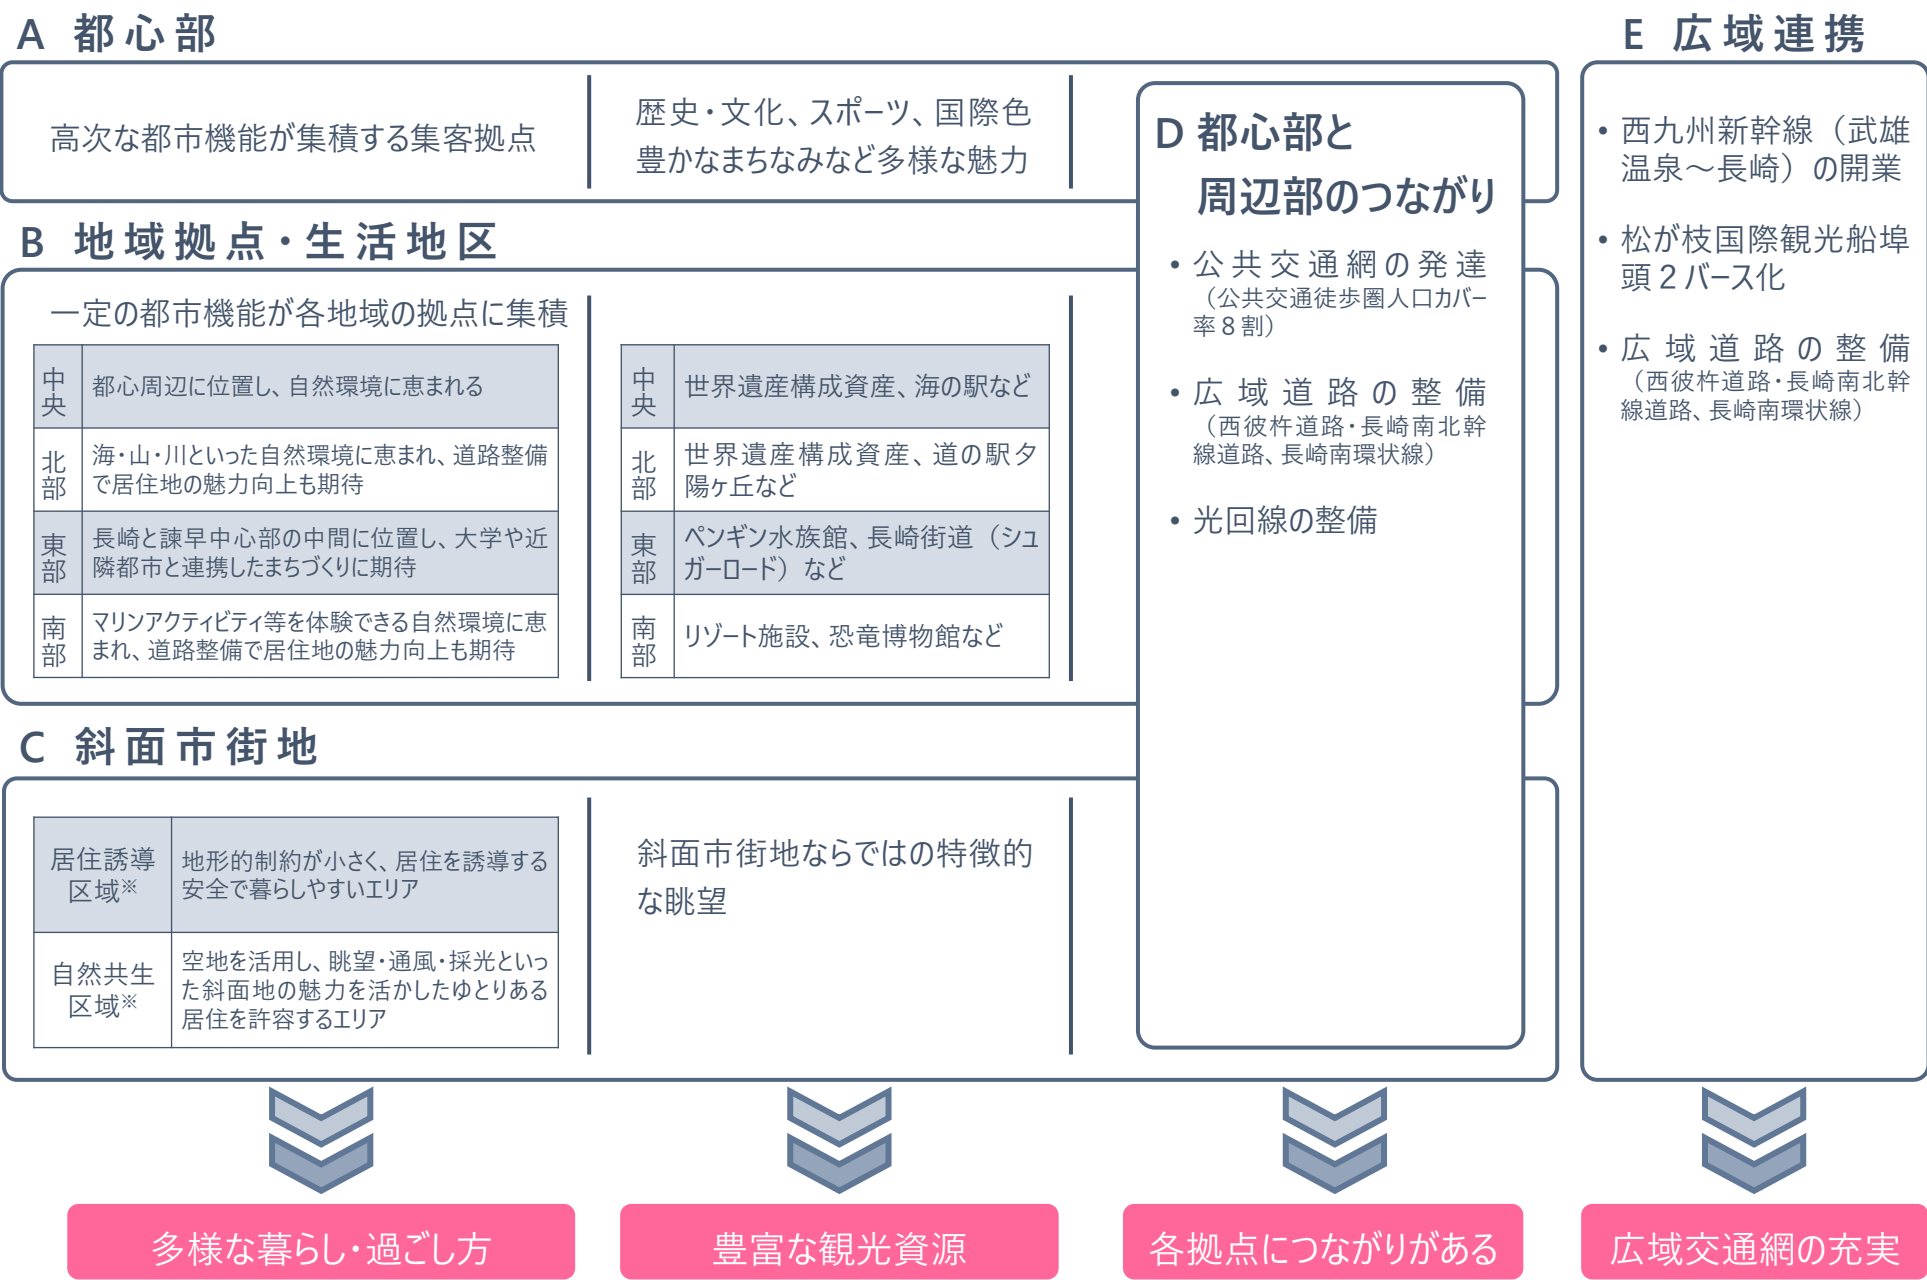 A 都心部
高次な都市機能が集積する集客拠点
歴史・文化、スポーツ、国際色
豊かなまちなみなど多様な魅力
B 地域拠点・生活地区
一定の都市機能が各地域の拠点に集積
中央
都心周辺に位置し、自然環境に恵まれる
北部
海・山・川といった自然環境に恵まれ、道路整備
で居住地の魅力向上も期待
東部
長崎と諫早中心部の中間に位置し、大学や近
隣都市と連携したまちづくりに期待
南部
マリンアクティビティ等を体験できる自然環境に恵
まれ、道路整備で居住地の魅力向上も期待
中央
世界遺産構成資産、海の駅など
北部
世界遺産構成資産、道の駅夕
陽ヶ丘など
東部
ペンギン水族館、長崎街道（シュ
ガーロード）など
南部
リゾート施設、恐竜博物館など
C 斜面市街地
居住誘導
区域※
地形的制約が小さく、居住を誘導する
安全で暮らしやすいエリア
自然共生
区域※
空地を活用し、眺望・通風・採光といっ
た斜面地の魅力を活かしたゆとりある
居住を許容するエリア
斜面市街地ならではの特徴的
な眺望
D 都心部と
周辺部のつながり
• 公共交通網の発達
（公共交通徒歩圏人口カバー
率８割）
• 広域道路の整備
（西彼杵道路・長崎南北幹
線道路、長崎南環状線）
• 光回線の整備
E 広域連携
• 西九州新幹線（武雄
温泉～長崎）の開業
• 松が枝国際観光船埠
頭２バース化
• 広域道路の整備
（西彼杵道路・長崎南北幹
線道路、長崎南環状線）
多様な暮らし・過ごし方
豊富な観光資源
各拠点につながりがある
広域交通網の充実